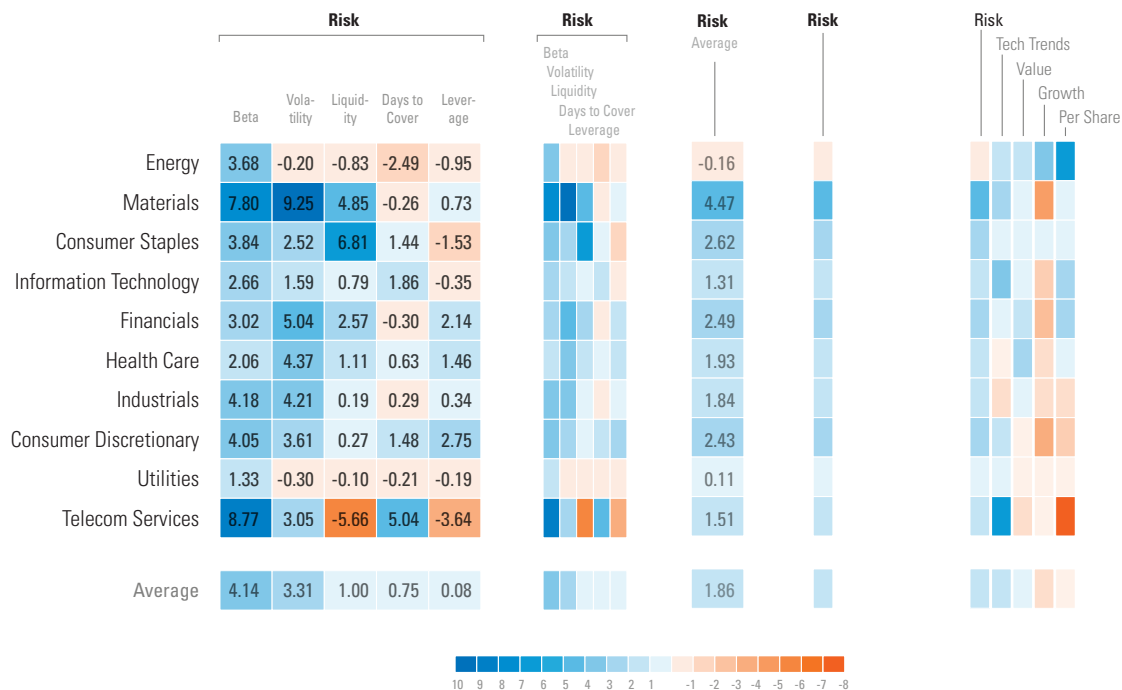 Risk Risk Risk Risk Risk
Average
Tech Trends
Beta
Volatility
Value
Liquidity
Growth
Days to Cover
Per Share
Leverage
Beta Vola-tility Liquid-ity Days to Cover Lever-age
Energy 3.68 -0.20 -0.83 -2.49 -0.95 -0.16
Materials 7.80 9.25 4.85 -0.26 0.73 4.47
Consumer Staples 3.84 2.52 6.81 1.44 -1.53 2.62
Information Technology 2.66 1.59 0.79 1.86 -0.35 1.31
Financials 3.02 5.04 2.57 -0.30 2.14 2.49
Health Care 2.06 4.37 1.11 0.63 1.46 1.93
Industrials 4.18 4.21 0.19 0.29 0.34 1.84
Consumer Discretionary 4.05 3.61 0.27 1.48 2.75 2.43
Utilities 1.33 -0.30 -0.10 -0.21 -0.19 0.11
Telecom Services 8.77 3.05 -5.66 5.04 -3.64 1.51
Average 4.14 3.31 1.00 0.75 0.08 1.86
10 9 8 7 6 5 4 3 2 1 -1 -2 -3 -4 -5 -6 -7 -8